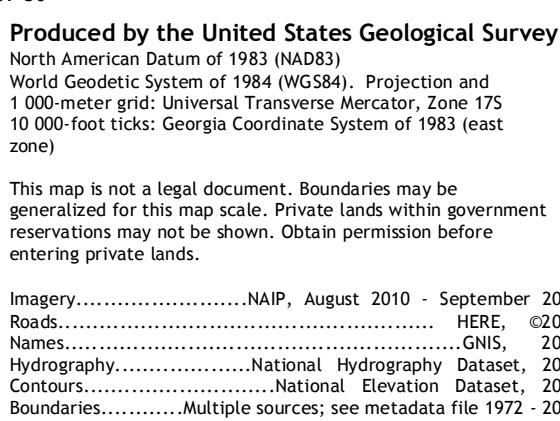 Produced by the United States Geological Survey
North American Datum of 1983 (NAD83)
World Geodetic System of 1984 (WGS84). Projection and
1 000-meter grid: Universal Transverse Mercator, Zone 17S
10 000-foot ticks: Georgia Coordinate System of 1983 (east
zone)
This map is not a legal document. Boundaries may be
generalized for this map scale. Private lands within government
reservations may not be shown. Obtain permission before
entering private lands.
Imagery.........................NAIP, August 2010 - September 20
Roads...................................................... HERE, ©20
Names.........................................................GNIS, 20
Hydrography...................National Hydrography Dataset, 20
Contours...........................National Elevation Dataset, 20
Boundaries............Multiple sources; see metadata file 1972 - 20